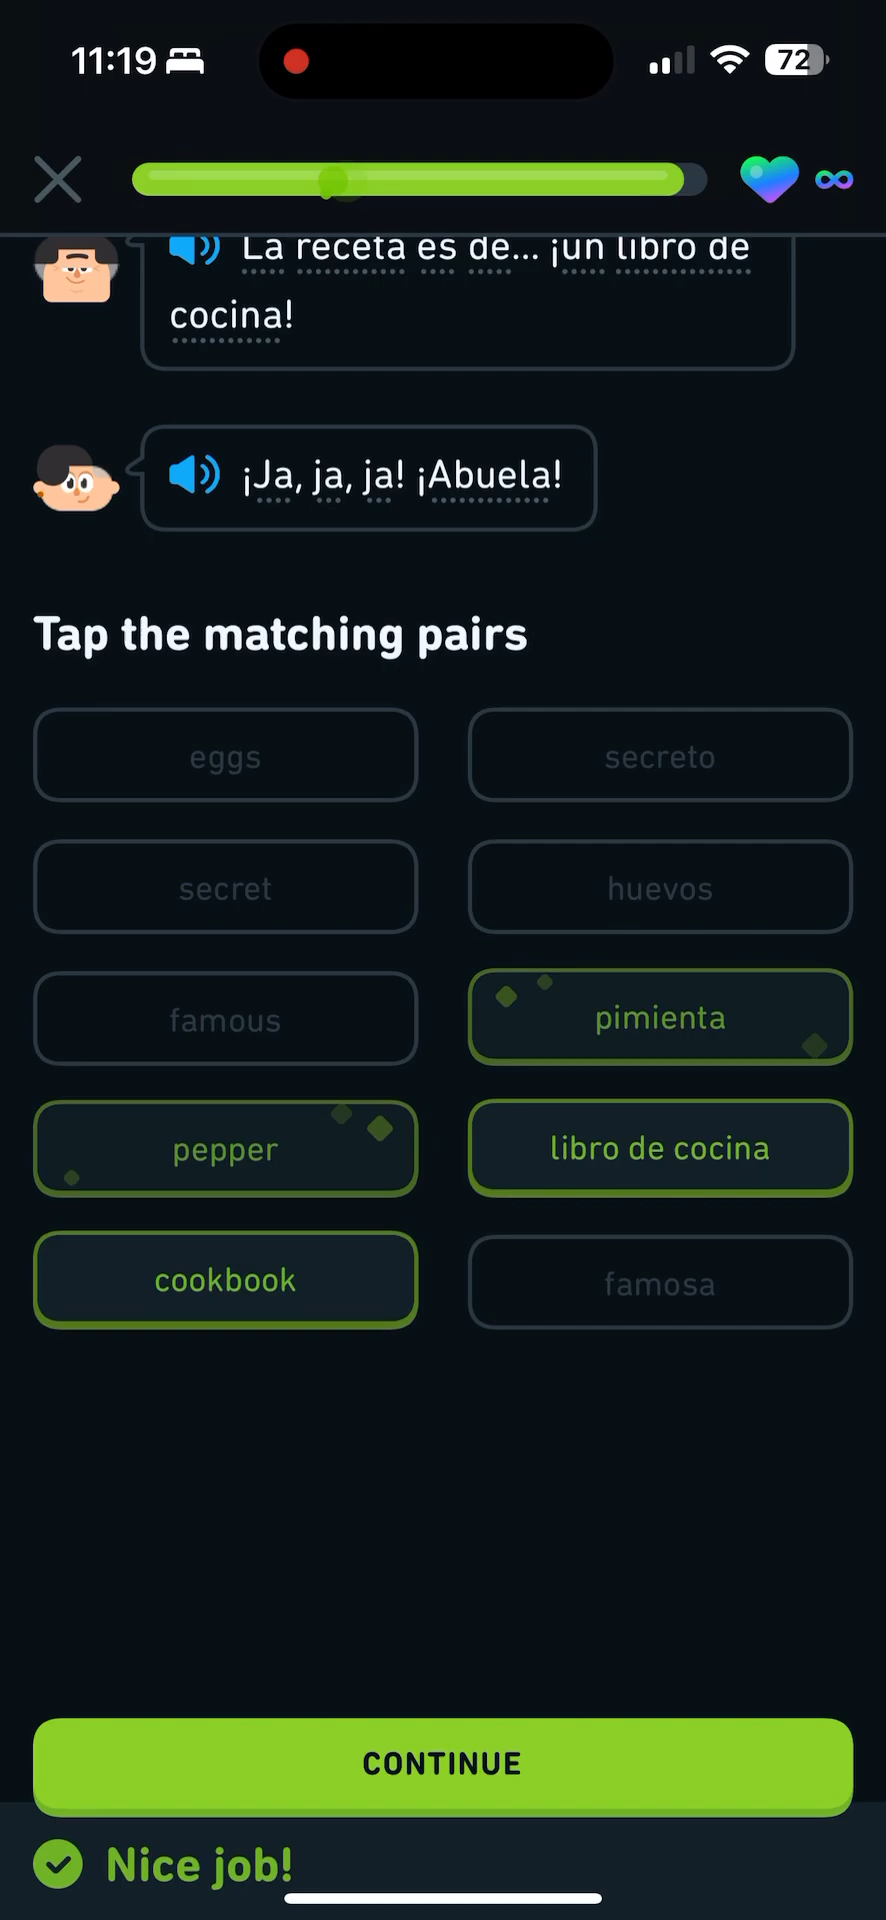 11:19
72
La receta es de... ¡un libro de
cocina!
¡Ja, ja, ja! ¡Abuela!
Tap the matching pairs
eggs
secreto
secret
huevos
famous
pimienta
pepper
libro de cocina
cookbook
famosa
CONTINUE
Nice job!